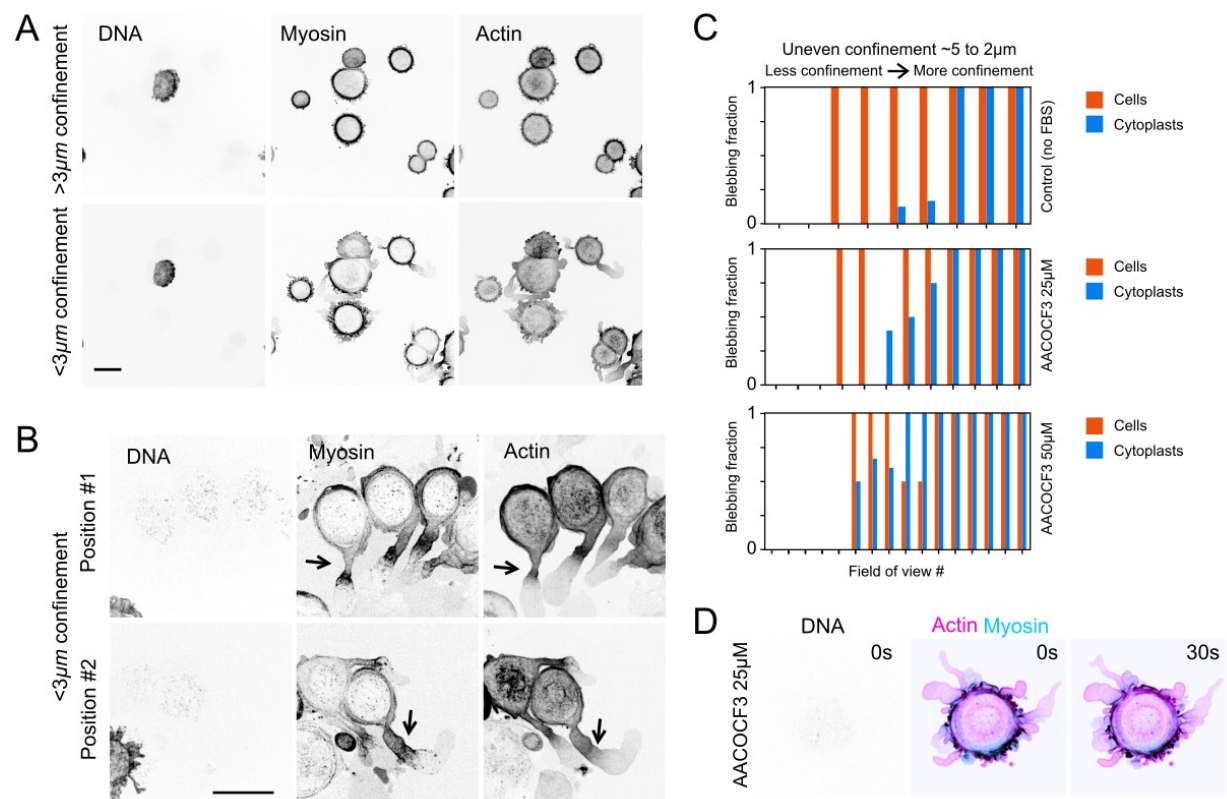 A
DNA
Myosin
Actin
>3µm confinement
<3µm confinement
B
DNA
Myosin
Actin
<3µm confinement
Position #1
Position #2
C
Uneven confinement ~5 to 2µm
Less confinement → More confinement
Blebbing fraction
1
0
Control (no FBS)
Cells
Cytoplasts
Blebbing fraction
1
0
AACOCF3 25µM
Cells
Cytoplasts
Blebbing fraction
1
0
AACOCF3 50µM
Cells
Cytoplasts
Field of view #
D
DNA
Actin Myosin
AACOCF3 25µM
0s
0s
30s